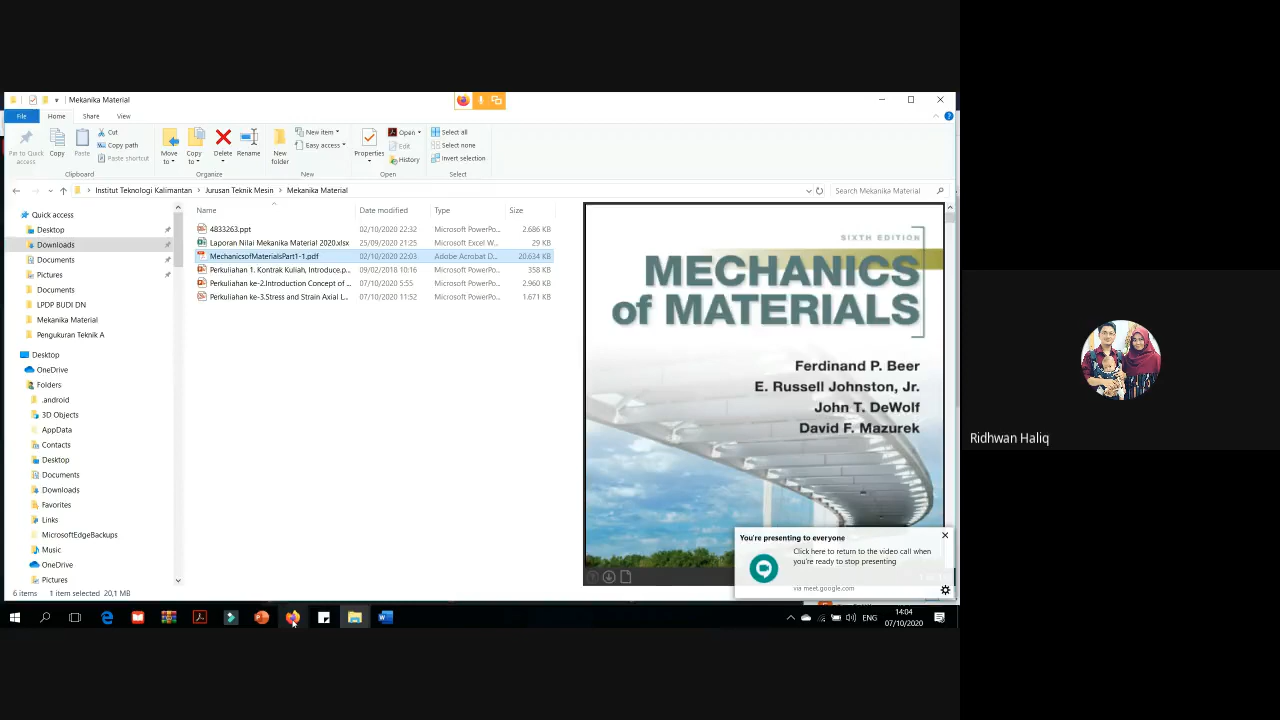 Mekanika Material
File
Home
Share
View
Pin to Quick access
Copy
Paste
Cut
Copy path
Paste shortcut
Clipboard
Move to
Copy to
Delete
Rename
Organize
New folder
New item
Easy access
New
Properties
Open
Edit
History
Open
Select all
Select none
Invert selection
Select
Institut Teknologi Kalimantan
Jurusan Teknik Mesin
Mekanika Material
Search Mekanika Material
Quick access
Desktop
Downloads
Documents
Pictures
Documents
LPDP BUDI DN
Mekanika Material
Pengukuran Teknik A
Desktop
OneDrive
Folders
.android
3D Objects
AppData
Contacts
Desktop
Documents
Downloads
Favorites
Links
MicrosoftEdgeBackups
Music
OneDrive
Pictures
Name Date modified Type Size
4833263.ppt 02/10/2020 22:32 Microsoft PowerPo... 2.686 KB
Laporan Nilai Mekanika Material 2020.xlsx 25/09/2020 21:25 Microsoft Excel W... 29 KB
MechanicsofMaterialsPart1-1.pdf 02/10/2020 22:03 Adobe Acrobat D... 20.634 KB
Perkuliahan 1. Kontrak Kuliah, Introduce.p... 09/02/2018 10:16 Microsoft PowerPo... 358 KB
Perkuliahan ke-2.Introduction Concept of ... 07/10/2020 5:55 Microsoft PowerPo... 2.960 KB
Perkuliahan ke-3.Stress and Strain Axial L... 07/10/2020 11:52 Microsoft PowerPo... 1.671 KB
SIXTH EDITION
MECHANICS
of MATERIALS
Ferdinand P. Beer
E. Russell Johnston, Jr.
John T. DeWolf
David F. Mazurek
You're presenting to everyone
Click here to return to the video call when
you're ready to stop presenting
via meet.google.com
6 items 1 item selected 20,1 MB
ENG
14:04
07/10/2020
Ridhwan Haliq